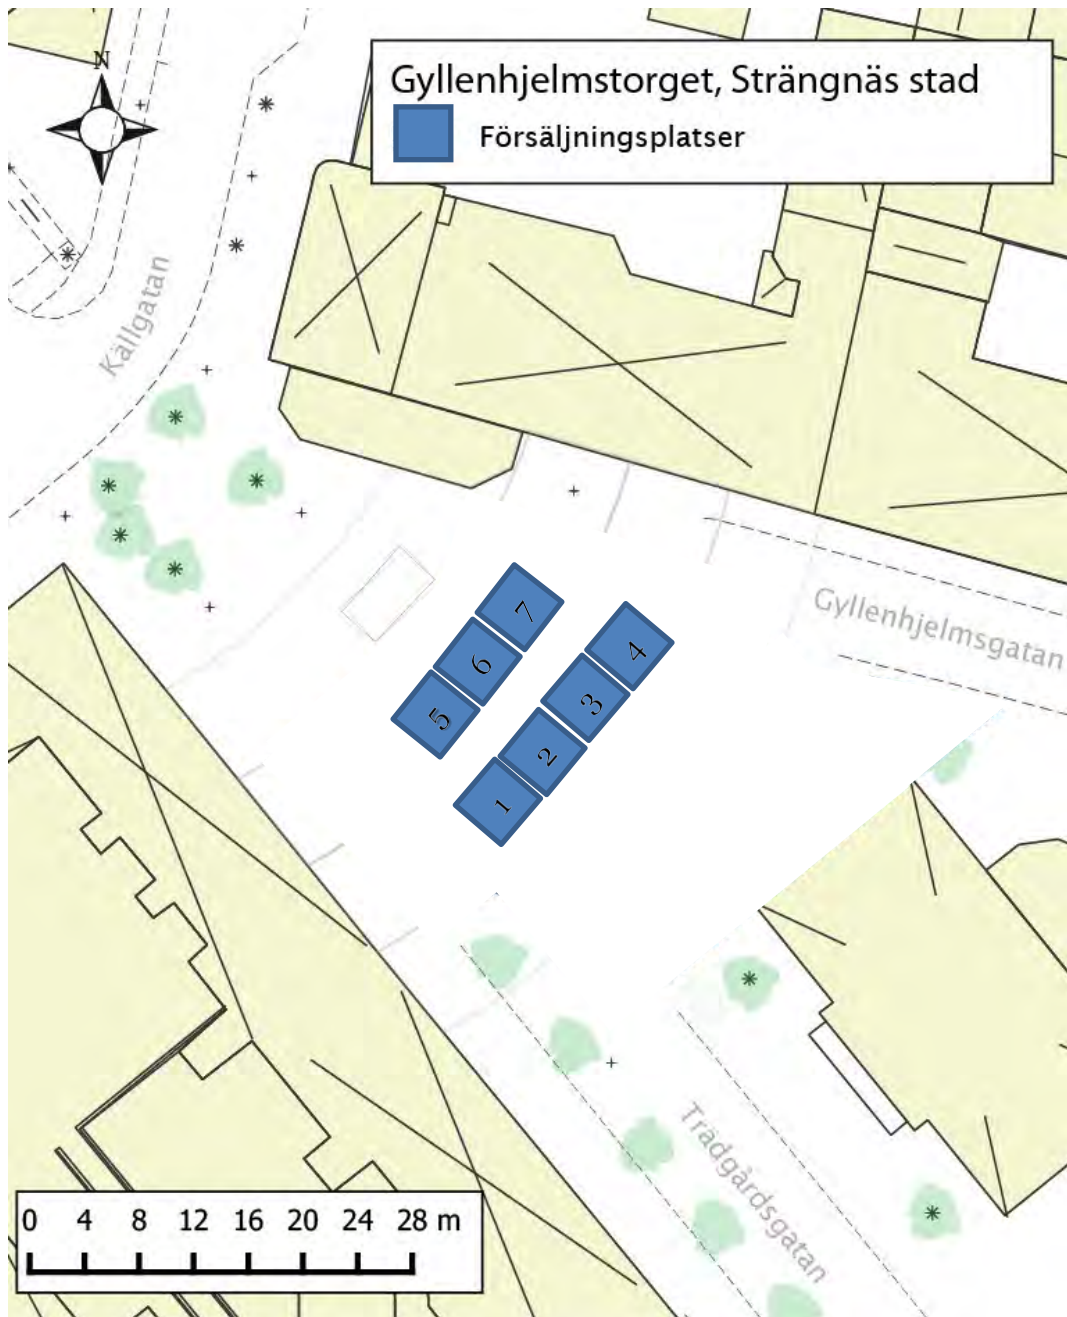 N
Gyllenhjelmstorget, Strängnäs stad
Försäljningsplatser
Källgatan
Gyllenhjelmsgatan
7
4
6
3
5
2
1
Trädgårdsgatan
0 4 8 12 16 20 24 28 m